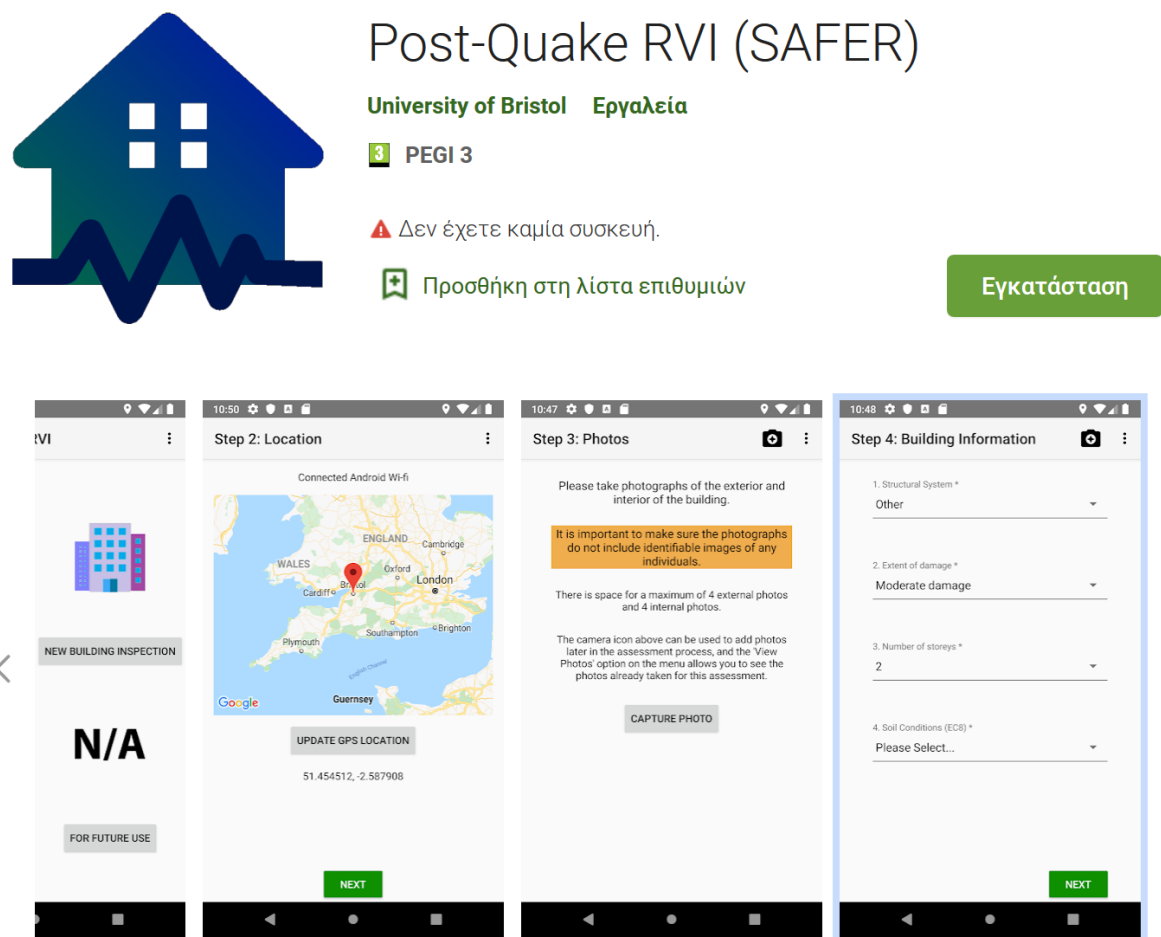 Post-Quake RVI (SAFER)
University of Bristol Εργαλεία
3 PEGI 3
Δεν έχετε καμία συσκευή.
Προσθήκη στη λίστα επιθυμιών
Εγκατάσταση
RVI
NEW BUILDING INSPECTION
N/A
FOR FUTURE USE
10:50
Step 2: Location
Connected Android Wi-fi
ENGLAND
Cambridge
WALES
Oxford
London
Cardiff
Bristol
Southampton
Brighton
Plymouth
English Channel
Google
Guernsey
UPDATE GPS LOCATION
51.454512, -2.587908
NEXT
10:47
Step 3: Photos
Please take photographs of the exterior and
interior of the building.
It is important to make sure the photographs
do not include identifiable images of any
individuals.
There is space for a maximum of 4 external photos
and 4 internal photos.
The camera icon above can be used to add photos
later in the assessment process, and the 'View
Photos' option on the menu allows you to see the
photos already taken for this assessment.
CAPTURE PHOTO
10:48
Step 4: Building Information
1. Structural System *
Other
2. Extent of damage *
Moderate damage
3. Number of storeys *
2
4. Soil Conditions (EC8) *
Please Select...
NEXT